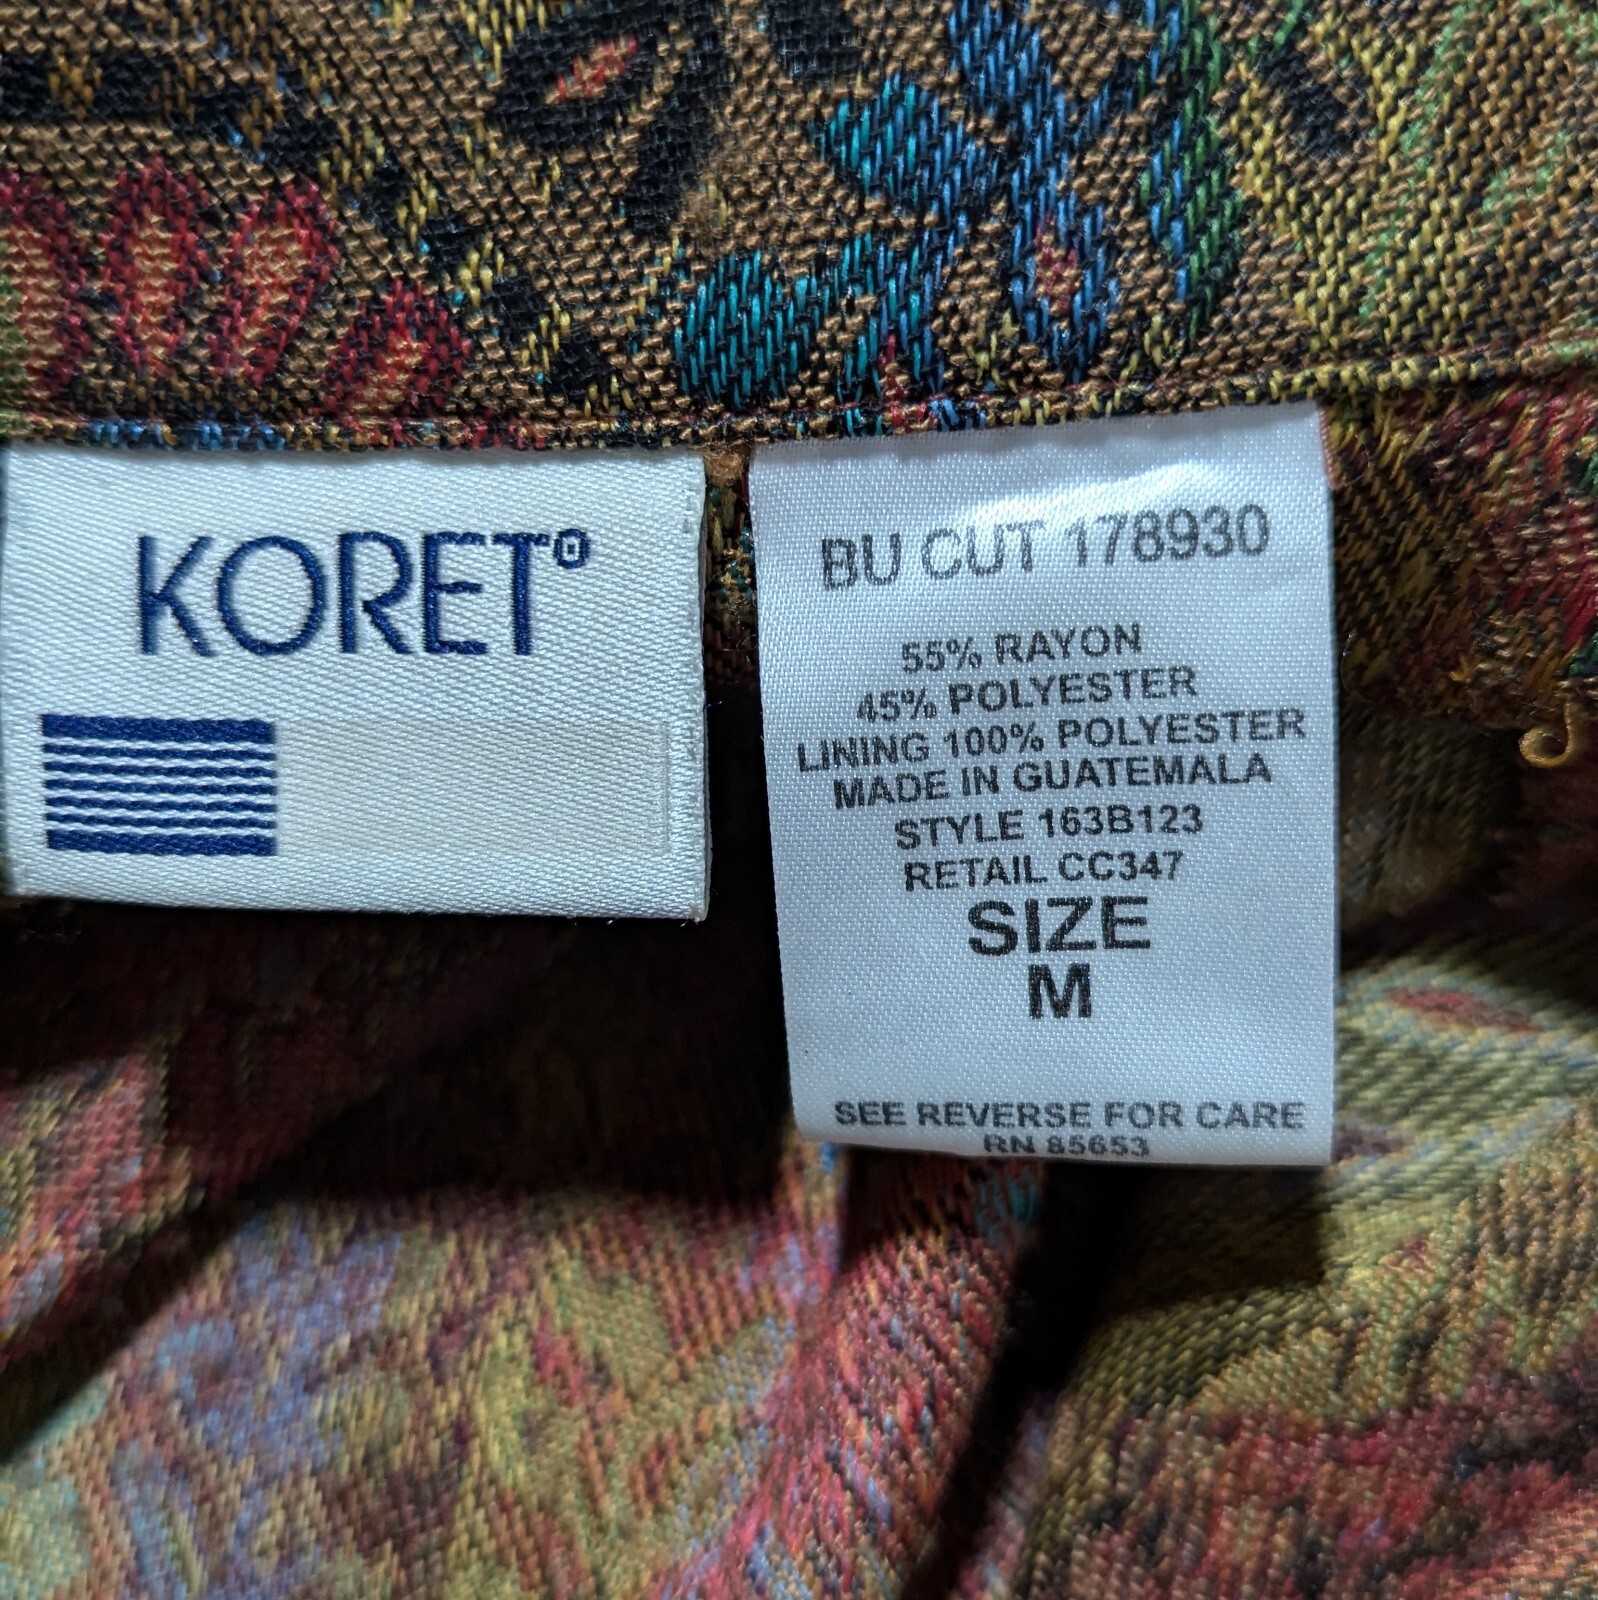 KORET
BU CUT 178930
55% RAYON
45% POLYESTER
LINING 100% POLYESTER
MADE IN GUATEMALA
STYLE 163B123
RETAIL CC347
SIZE
M
SEE REVERSE FOR CARE
RN 85653